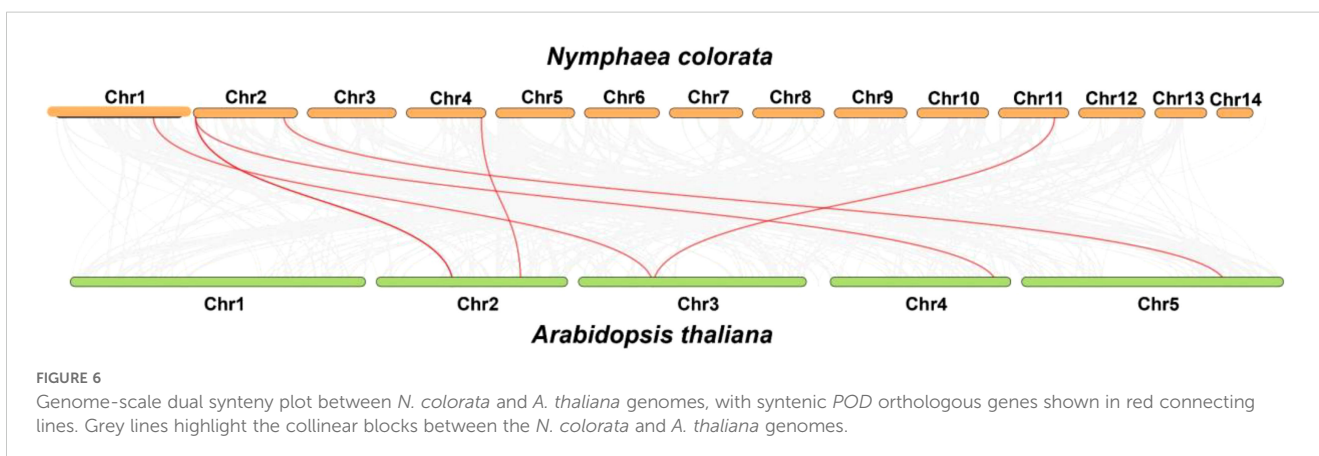 Nymphaea colorata
Chr1 Chr2 Chr3 Chr4 Chr5 Chr6 Chr7 Chr8 Chr9 Chr10 Chr11 Chr12 Chr13 Chr14
Chr1 Chr2 Chr3 Chr4 Chr5
Arabidopsis thaliana
FIGURE 6
Genome-scale dual synteny plot between N. colorata and A. thaliana genomes, with syntenic POD orthologous genes shown in red connecting
lines. Grey lines highlight the collinear blocks between the N. colorata and A. thaliana genomes.